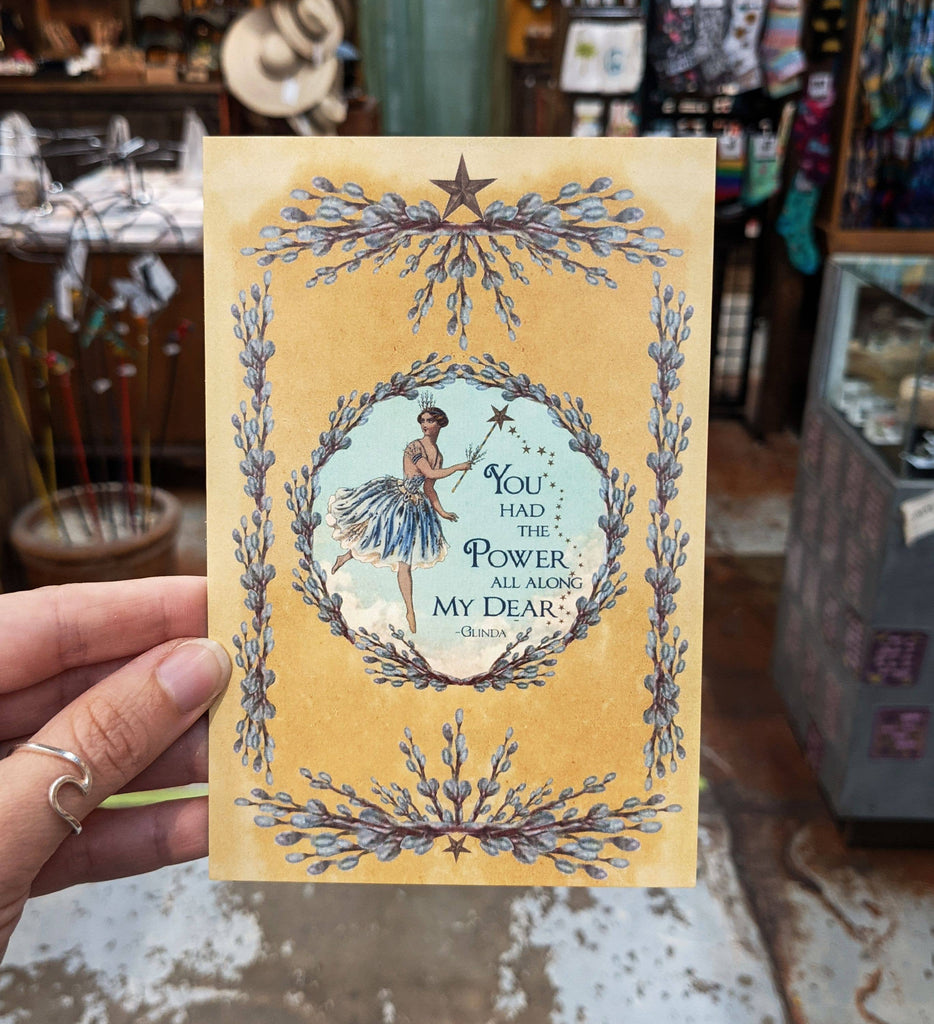 You
had
the
Power
all along
my Dear
-Glinda